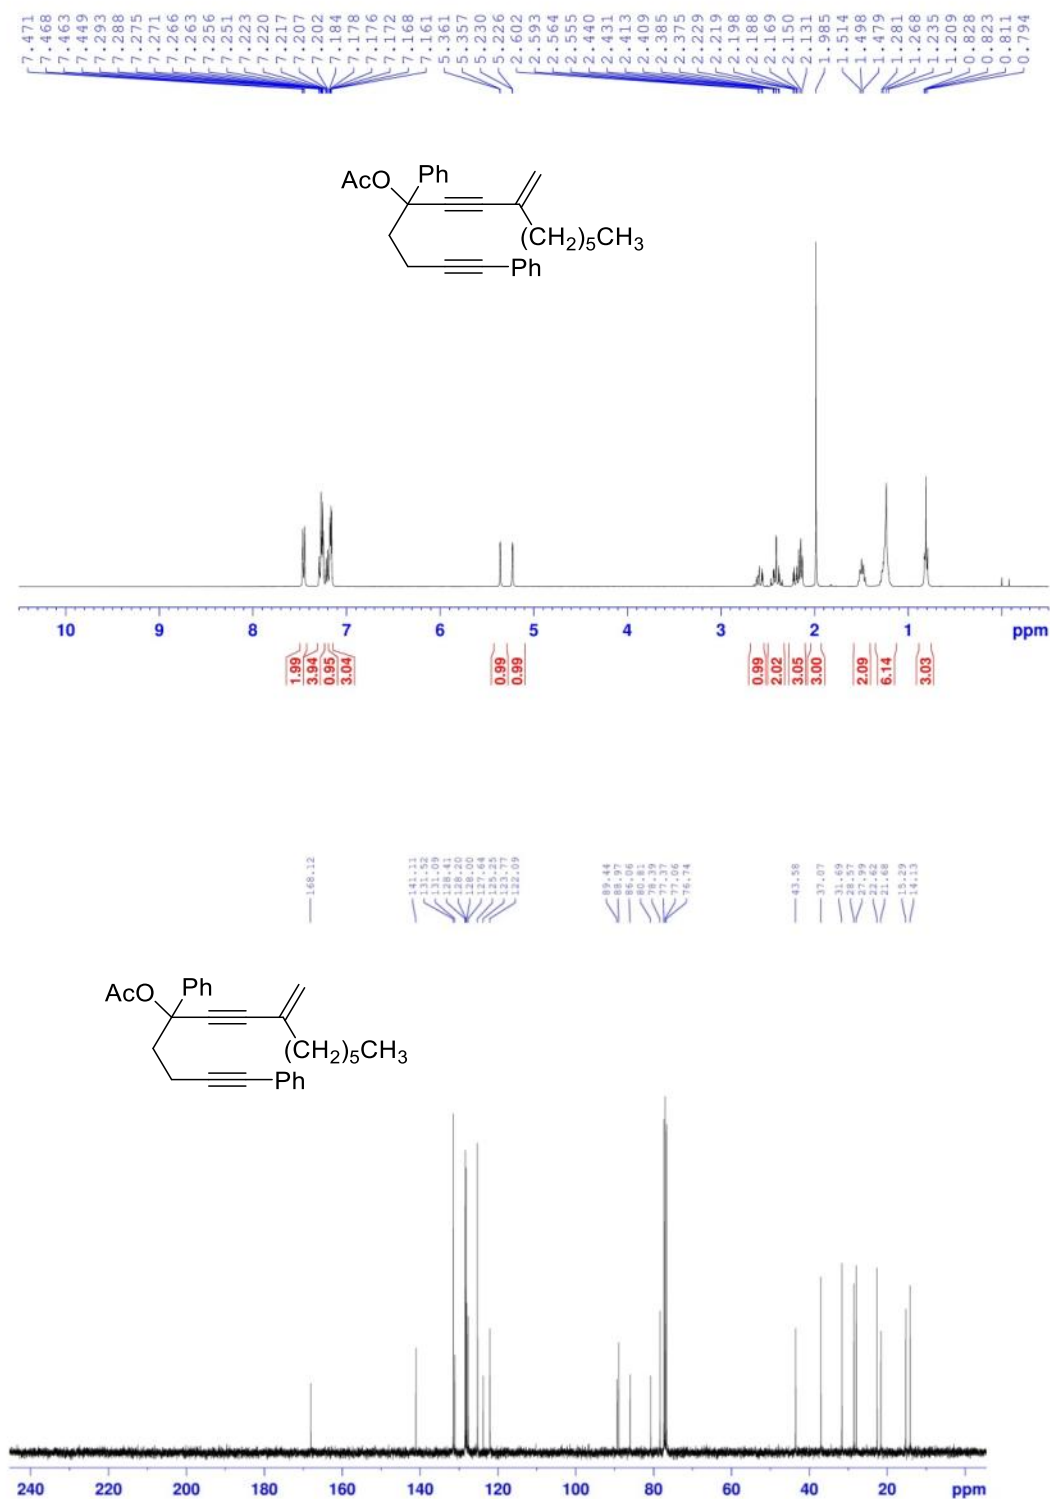 7.471 7.468 7.463 7.449 7.293 7.289 7.275 7.271 7.266 7.263 7.256 7.251 7.223 7.220 7.217 7.207 7.202 7.184 7.178 7.176 7.172 7.168 7.161 5.361 5.357 5.230 5.226 2.602 2.593 2.564 2.555 2.440 2.431 2.413 2.409 2.385 2.375 2.229 2.219 2.198 2.188 2.169 2.150 2.131 1.985 1.514 1.498 1.479 1.281 1.268 1.235 1.209 0.828 0.823 0.811 0.794
AcO Ph
(CH2)5CH3
Ph
10 9 8 7 6 5 4 3 2 1 ppm
1.99 3.94 0.95 3.04 0.99 0.99 0.99 2.02 3.05 3.00 2.09 6.14 3.03
168.12 141.11 131.52 131.09 128.41 128.20 128.00 127.64 125.25 123.77 122.09 89.44 88.97 86.06 80.81 78.39 77.37 77.06 76.74 43.58 37.07 31.69 28.57 27.99 22.62 21.68 15.29 14.13
AcO Ph
(CH2)5CH3
Ph
240 220 200 180 160 140 120 100 80 60 40 20 ppm